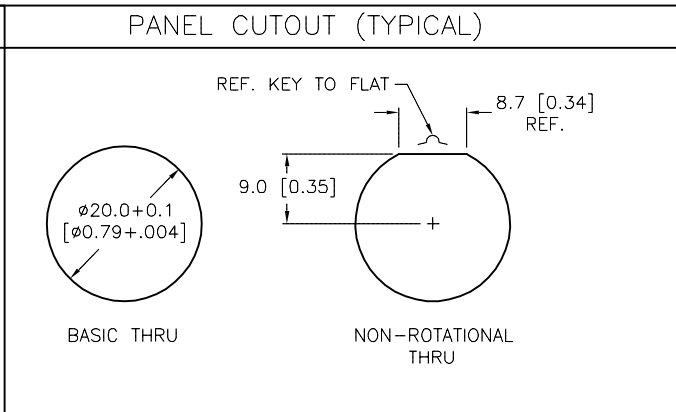 PANEL CUTOUT (TYPICAL)
REF. KEY TO FLAT
8.7 [0.34]
REF.
9.0 [0.35]
ø20.0+0.1
[ø0.79+.004]
BASIC THRU
NON-ROTATIONAL
THRU